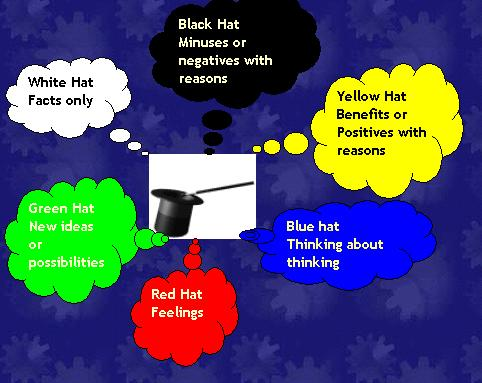 Black Hat
Minuses or
negatives with
reasons
White Hat
Facts only
Yellow Hat
Benefits or
Positives with
reasons
Green Hat
New ideas
or
possibilities
Blue hat
Thinking about
thinking
Red Hat
Feelings